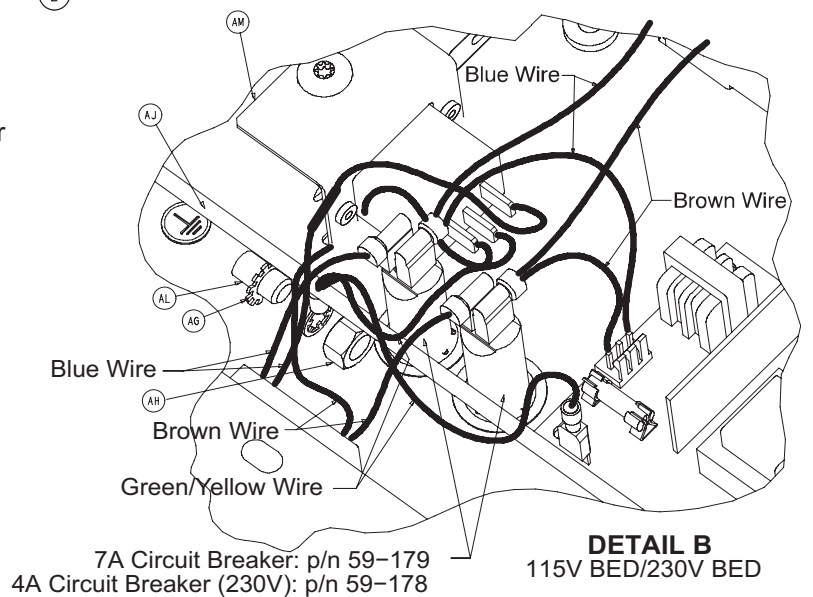 AM
AJ
r
Blue Wire
Brown Wire
AL
AG
Blue Wire
AH
Brown Wire
Green/Yellow Wire
7A Circuit Breaker: p/n 59−179
4A Circuit Breaker (230V): p/n 59−178
DETAIL B
115V BED/230V BED